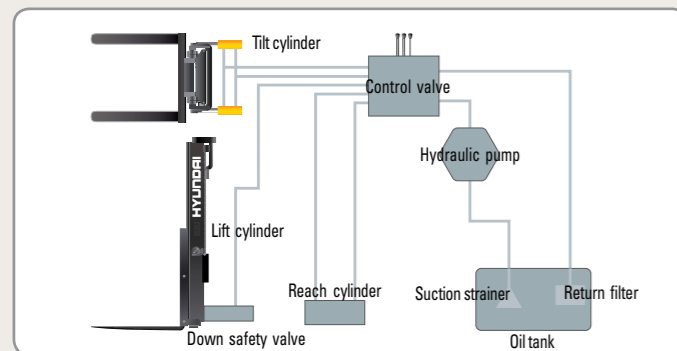 Tilt cylinder
Control valve
Hydraulic pump
HYUNDAI
Lift cylinder
Reach cylinder
Suction strainer
Return filter
Down safety valve
Oil tank